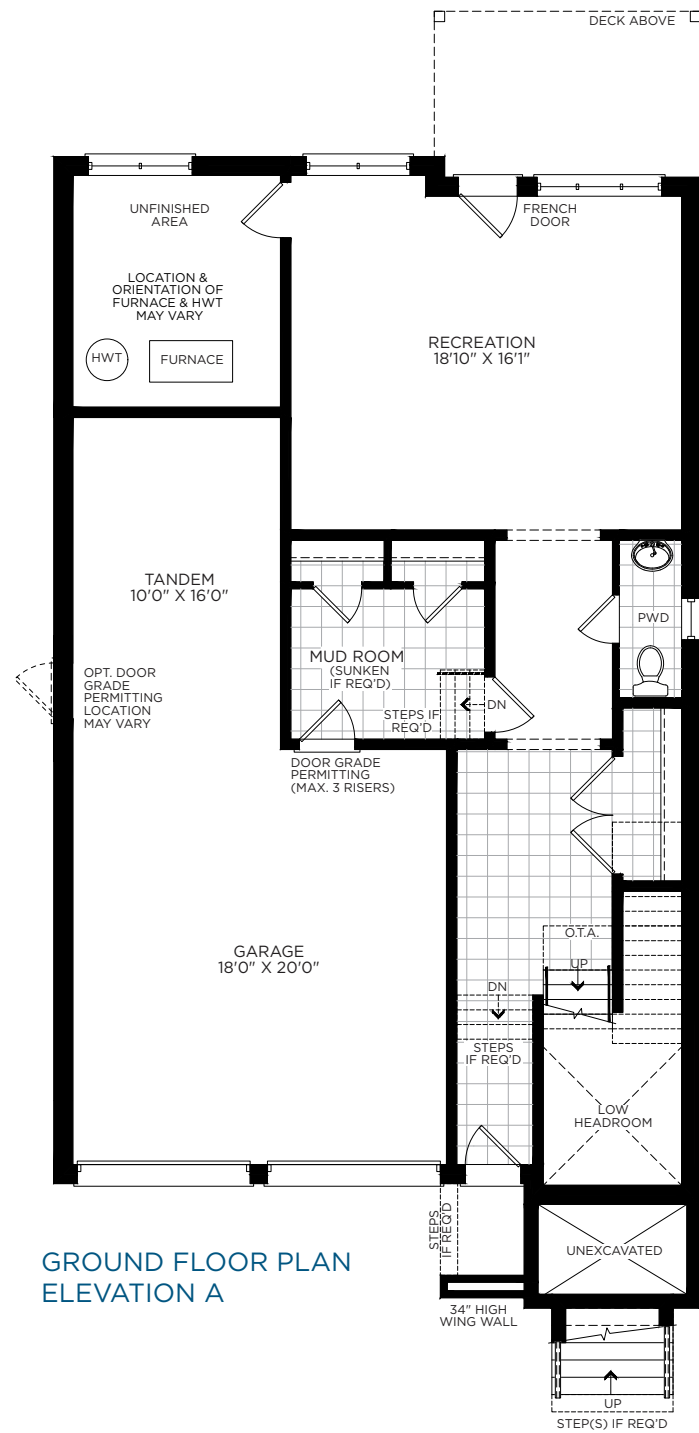 DECK ABOVE
UNFINISHED
AREA
FRENCH
DOOR
LOCATION &
ORIENTATION OF
FURNACE & HWT
MAY VARY
HWT
FURNACE
RECREATION
18'10" X 16'1"
TANDEM
10'0" X 16'0"
PWD
MUD ROOM
(SUNKEN
IF REQ'D)
OPT. DOOR
GRADE
PERMITTING
LOCATION
MAY VARY
STEPS IF
REQ'D
DN
DOOR GRADE
PERMITTING
(MAX. 3 RISERS)
GARAGE
18'0" X 20'0"
O.T.A.
UP
DN
STEPS
IF REQ'D
LOW
HEADROOM
STEPS
IF REQ'D
UNEXCAVATED
GROUND FLOOR PLAN
ELEVATION A
34" HIGH
WING WALL
UP
STEP(S) IF REQ'D